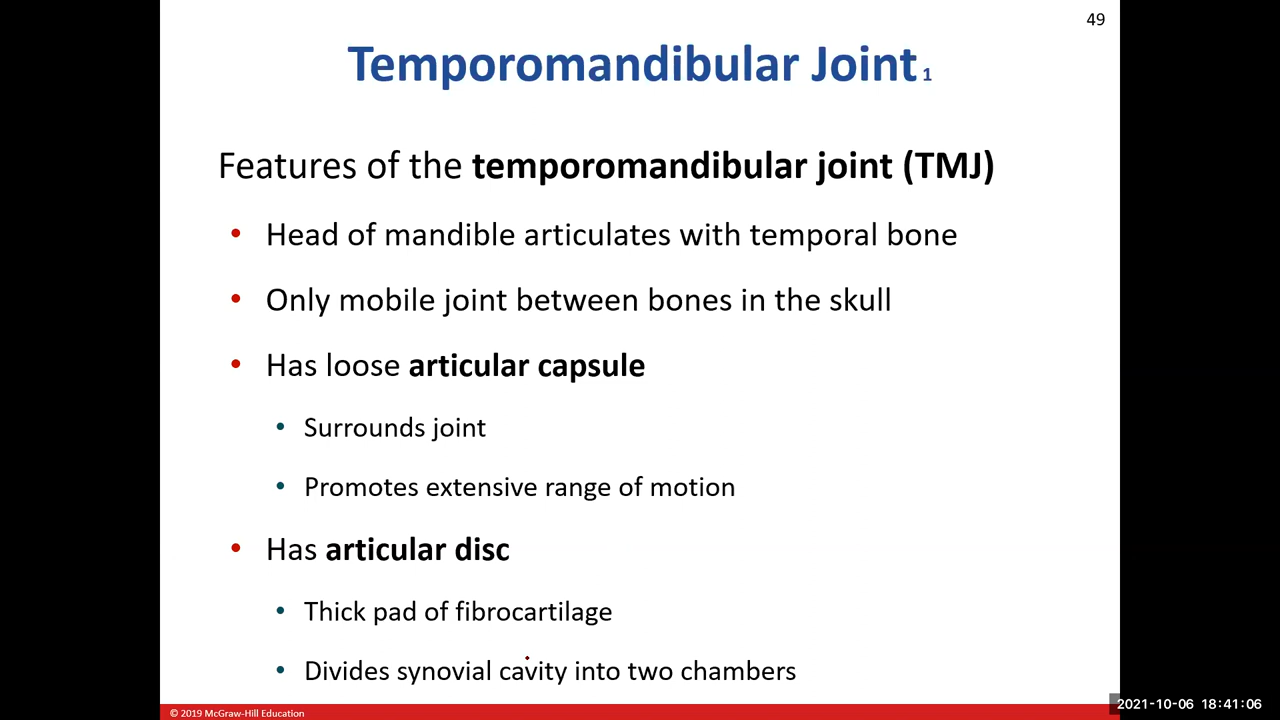 49
Temporomandibular Joint 1
Features of the temporomandibular joint (TMJ)
• Head of mandible articulates with temporal bone
• Only mobile joint between bones in the skull
• Has loose articular capsule
• Surrounds joint
• Promotes extensive range of motion
• Has articular disc
• Thick pad of fibrocartilage
• Divides synovial cavity into two chambers
© 2019 McGraw-Hill Education
2021-10-06 18:41:06